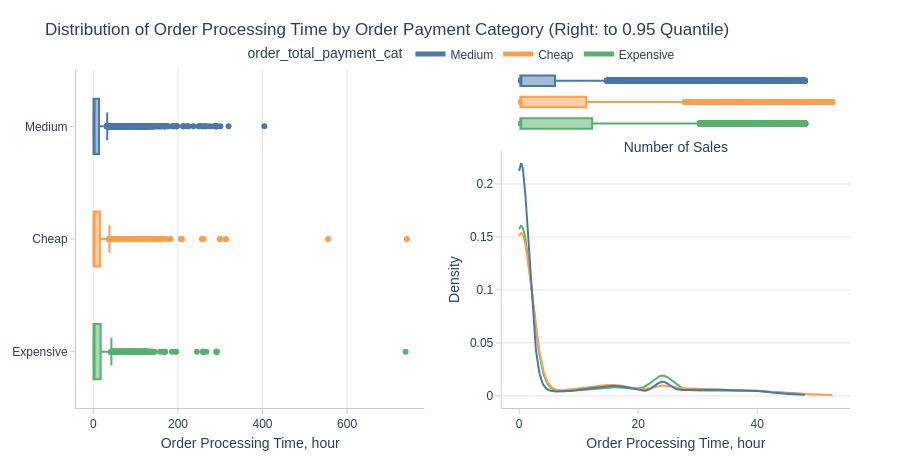 Distribution of Order Processing Time by Order Payment Category (Right: to 0.95 Quantile)
order_total_payment_cat Medium Cheap Expensive
Medium
Cheap
Expensive
0 200 400 600
Order Processing Time, hour
Number of Sales
Density
0.2
0.15
0.1
0.05
0
0 20 40
Order Processing Time, hour